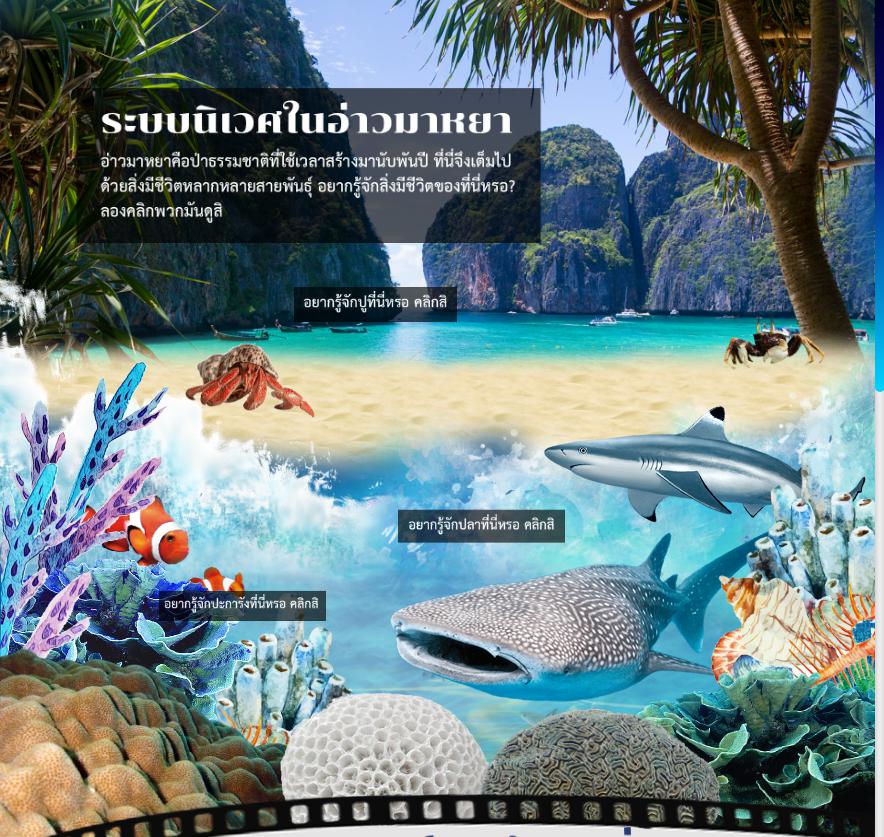 ระบบนิเวศในอ่าวมาหยา
อ่าวมาหยาคือป่าธรรมชาติที่ใช้เวลาสร้างมานับพันปี ที่นี่จึงเต็มไป
ด้วยสิ่งมีชีวิตหลากหลายสายพันธุ์ อยากรู้จักสิ่งมีชีวิตของที่นี่หรอ?
ลองคลิกพวกมันดูสิ
อยากรู้จักปูที่นี่หรอ คลิกสิ
อยากรู้จักปลาที่นี่หรอ คลิกสิ
อยากรู้จักปะการังที่นี่หรอ คลิกสิ